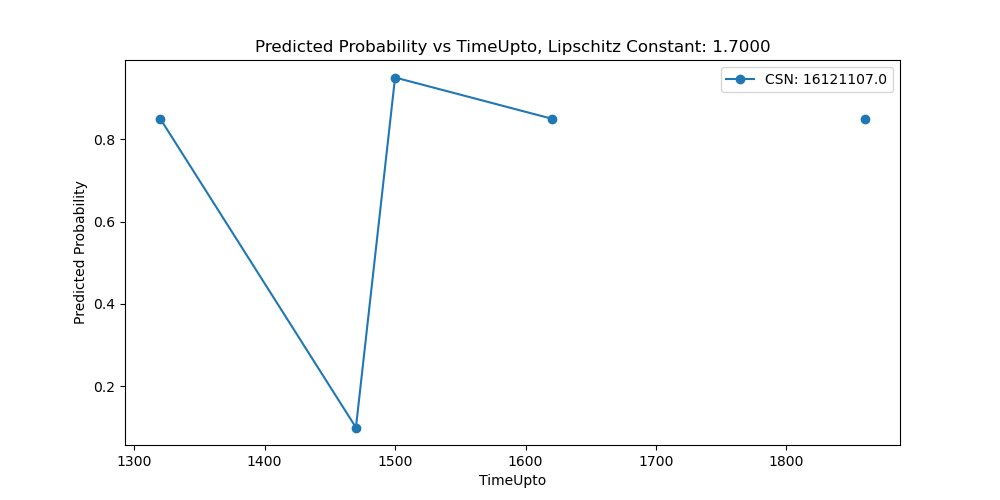 Predicted Probability vs TimeUpto, Lipschitz Constant: 1.7000
CSN: 16121107.0
Predicted Probability
0.8
0.6
0.4
0.2
1300 1400 1500 1600 1700 1800
TimeUpto